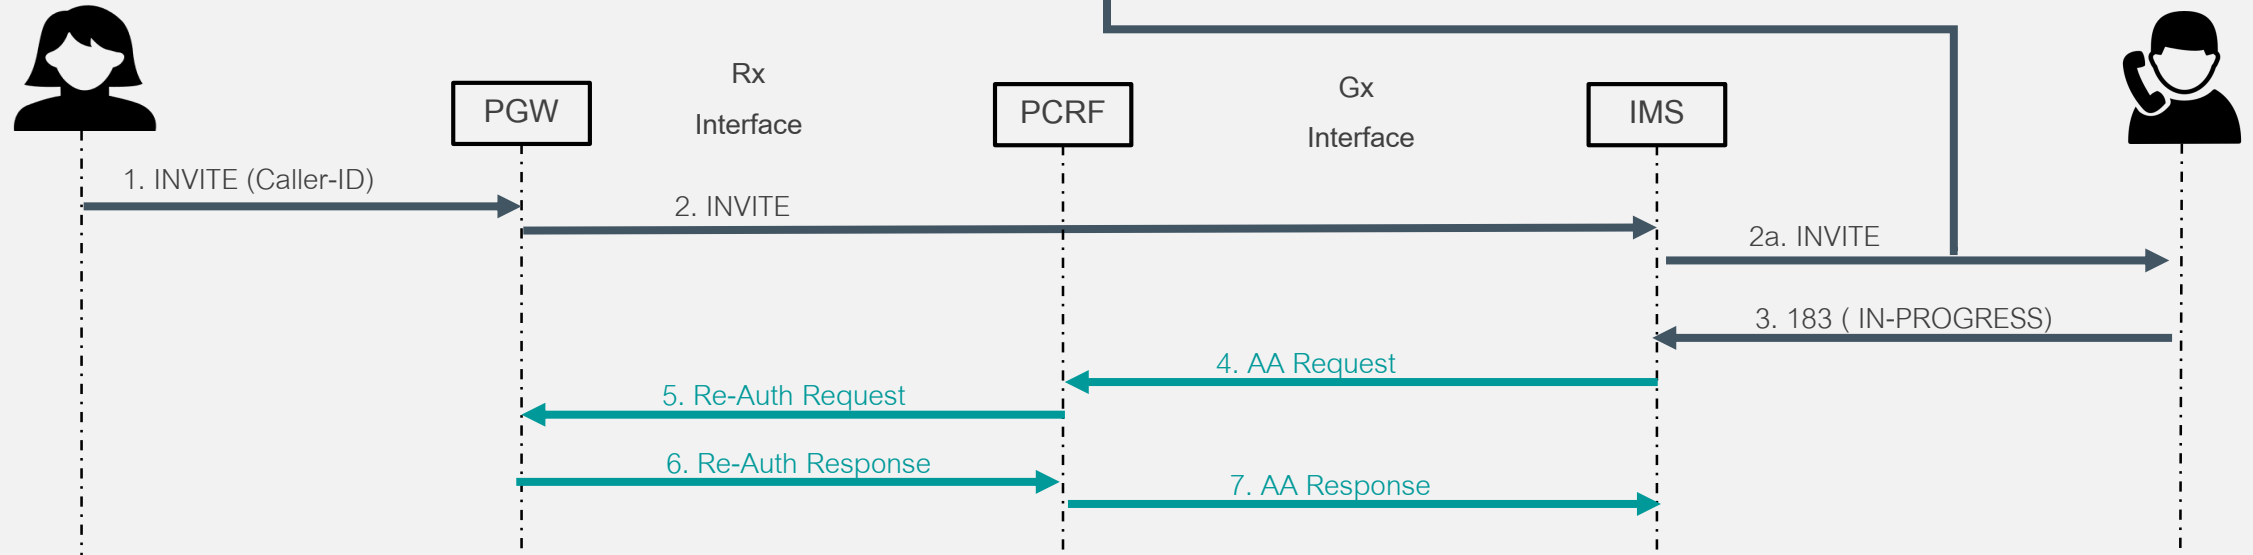 Rx
Interface
Gx
Interface
PGW
PCRF
IMS
1. INVITE (Caller-ID)
2. INVITE
2a. INVITE
3. 183 ( IN-PROGRESS)
4. AA Request
5. Re-Auth Request
6. Re-Auth Response
7. AA Response